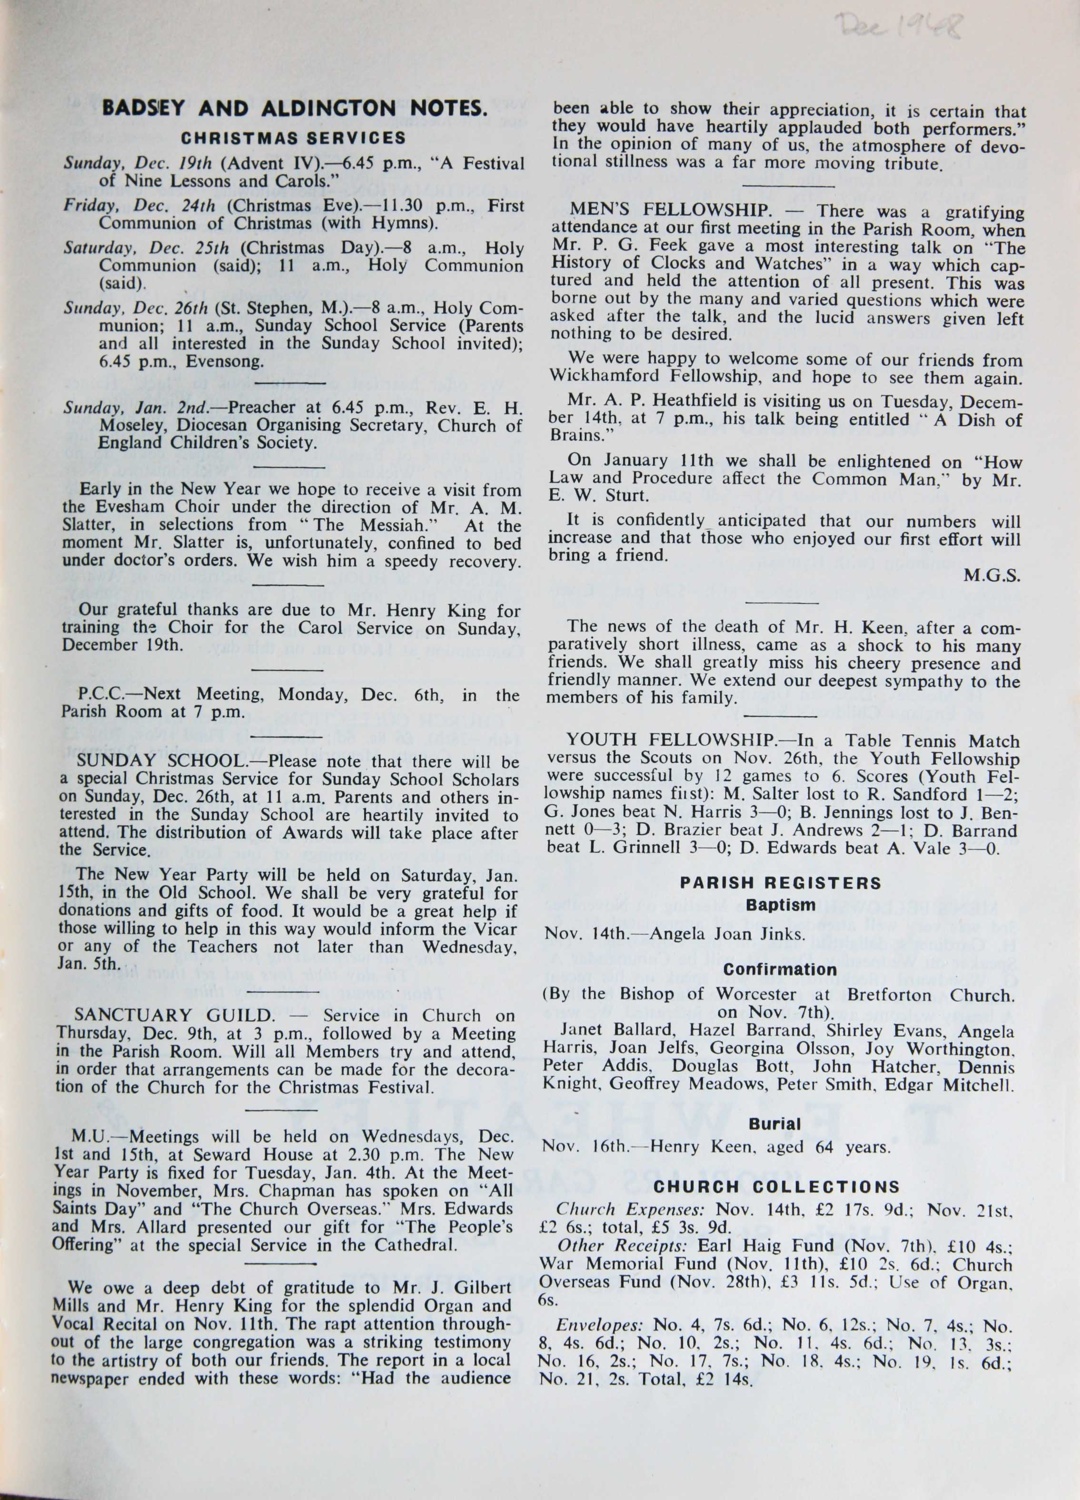 Dec 1948
BADSEY AND ALDINGTON NOTES.
CHRISTMAS SERVICES
Sunday, Dec. 19th (Advent IV).—6.45 p.m., "A Festival
of Nine Lessons and Carols."
Friday, Dec. 24th (Christmas Eve).—11.30 p.m., First
Communion of Christmas (with Hymns).
Saturday, Dec. 25th (Christmas Day).—8 a.m., Holy
Communion (said); 11 a.m., Holy Communion
(said).
Sunday, Dec. 26th (St. Stephen, M.).—8 a.m., Holy Com-
munion; 11 a.m., Sunday School Service (Parents
and all interested in the Sunday School invited);
6.45 p.m., Evensong.
Sunday, Jan. 2nd.—Preacher at 6.45 p.m., Rev. E. H.
Moseley, Diocesan Organising Secretary, Church of
England Children's Society.
Early in the New Year we hope to receive a visit from
the Evesham Choir under the direction of Mr. A. M.
Slatter, in selections from "The Messiah." At the
moment Mr. Slatter is, unfortunately, confined to bed
under doctor's orders. We wish him a speedy recovery.
Our grateful thanks are due to Mr. Henry King for
training the Choir for the Carol Service on Sunday,
December 19th.
P.C.C.—Next Meeting, Monday, Dec. 6th, in the
Parish Room at 7 p.m.
SUNDAY SCHOOL.—Please note that there will be
a special Christmas Service for Sunday School Scholars
on Sunday, Dec. 26th, at 11 a.m. Parents and others in-
terested in the Sunday School are heartily invited to
attend. The distribution of Awards will take place after
the Service.
The New Year Party will be held on Saturday, Jan.
15th, in the Old School. We shall be very grateful for
donations and gifts of food. It would be a great help if
those willing to help in this way would inform the Vicar
or any of the Teachers not later than Wednesday,
Jan. 5th.
SANCTUARY GUILD. — Service in Church on
Thursday, Dec. 9th, at 3 p.m., followed by a Meeting
in the Parish Room. Will all Members try and attend,
in order that arrangements can be made for the decora-
tion of the Church for the Christmas Festival.
M.U.—Meetings will be held on Wednesdays, Dec.
1st and 15th, at Seward House at 2.30 p.m. The New
Year Party is fixed for Tuesday, Jan. 4th. At the Meet-
ings in November, Mrs. Chapman has spoken on "All
Saints Day" and "The Church Overseas." Mrs. Edwards
and Mrs. Allard presented our gift for "The People's
Offering" at the special Service in the Cathedral.
We owe a deep debt of gratitude to Mr. J. Gilbert
Mills and Mr. Henry King for the splendid Organ and
Vocal Recital on Nov. 11th. The rapt attention through-
out of the large congregation was a striking testimony
to the artistry of both our friends. The report in a local
newspaper ended with these words: "Had the audience
been able to show their appreciation, it is certain that
they would have heartily applauded both performers."
In the opinion of many of us, the atmosphere of devo-
tional stillness was a far more moving tribute.
MEN'S FELLOWSHIP. — There was a gratifying
attendance at our first meeting in the Parish Room, when
Mr. P. G. Feek gave a most interesting talk on "The
History of Clocks and Watches" in a way which cap-
tured and held the attention of all present. This was
borne out by the many and varied questions which were
asked after the talk, and the lucid answers given left
nothing to be desired.
We were happy to welcome some of our friends from
Wickhamford Fellowship, and hope to see them again.
Mr. A. P. Heathfield is visiting us on Tuesday, Decem-
ber 14th, at 7 p.m., his talk being entitled "A Dish of
Brains."
On January 11th we shall be enlightened on "How
Law and Procedure affect the Common Man," by Mr.
E. W. Sturt.
It is confidently anticipated that our numbers will
increase and that those who enjoyed our first effort will
bring a friend.
M.G.S.
The news of the death of Mr. H. Keen, after a com-
paratively short illness, came as a shock to his many
friends. We shall greatly miss his cheery presence and
friendly manner. We extend our deepest sympathy to the
members of his family.
YOUTH FELLOWSHIP.—In a Table Tennis Match
versus the Scouts on Nov. 26th, the Youth Fellowship
were successful by 12 games to 6. Scores (Youth Fel-
lowship names first): M. Salter lost to R. Sandford 1—2;
G. Jones beat N. Harris 3—0; B. Jennings lost to J. Ben-
nett 0—3; D. Brazier beat J. Andrews 2—1; D. Barrand
beat L. Grinnell 3—0; D. Edwards beat A. Vale 3—0.
PARISH REGISTERS
Baptism
Nov. 14th.—Angela Joan Jinks.
Confirmation
(By the Bishop of Worcester at Bretforton Church.
on Nov. 7th).
Janet Ballard, Hazel Barrand, Shirley Evans, Angela
Harris, Joan Jelfs, Georgina Olsson, Joy Worthington.
Peter Addis, Douglas Bott, John Hatcher, Dennis
Knight, Geoffrey Meadows, Peter Smith, Edgar Mitchell.
Burial
Nov. 16th.—Henry Keen, aged 64 years.
CHURCH COLLECTIONS
Church Expenses: Nov. 14th, £2 17s. 9d.; Nov. 21st,
£2 6s.; total, £5 3s. 9d.
Other Receipts: Earl Haig Fund (Nov. 7th), £10 4s.;
War Memorial Fund (Nov. 11th), £10 2s. 6d.; Church
Overseas Fund (Nov. 28th), £3 11s. 5d.; Use of Organ,
6s.
Envelopes: No. 4, 7s. 6d.; No. 6, 12s.; No. 7, 4s.; No.
8, 4s. 6d.; No. 10, 2s.; No. 11, 4s. 6d.; No. 13, 3s.;
No. 16, 2s.; No. 17, 7s.; No. 18, 4s.; No. 19, 1s. 6d.;
No. 21, 2s. Total, £2 14s.